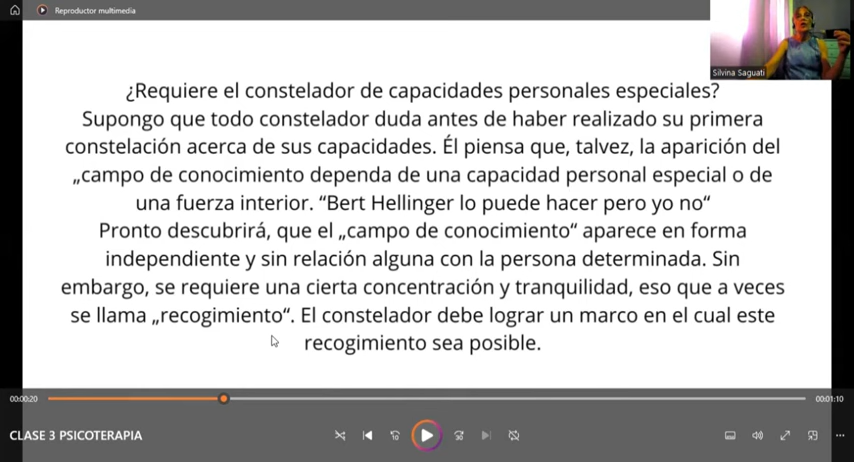 Reproductor multimedia
Silvina Saguati
¿Requiere el constelador de capacidades personales especiales?
Supongo que todo constelador duda antes de haber realizado su primera
constelación acerca de sus capacidades. Él piensa que, talvez, la aparición del
„campo de conocimiento dependa de una capacidad personal especial o de
una fuerza interior. “Bert Hellinger lo puede hacer pero yo no“
Pronto descubrirá, que el „campo de conocimiento“ aparece en forma
independiente y sin relación alguna con la persona determinada. Sin
embargo, se requiere una cierta concentración y tranquilidad, eso que a veces
se llama „recogimiento“. El constelador debe lograr un marco en el cual este
recogimiento sea posible.
00:00:20
00:01:10
CLASE 3 PSICOTERAPIA
10
30